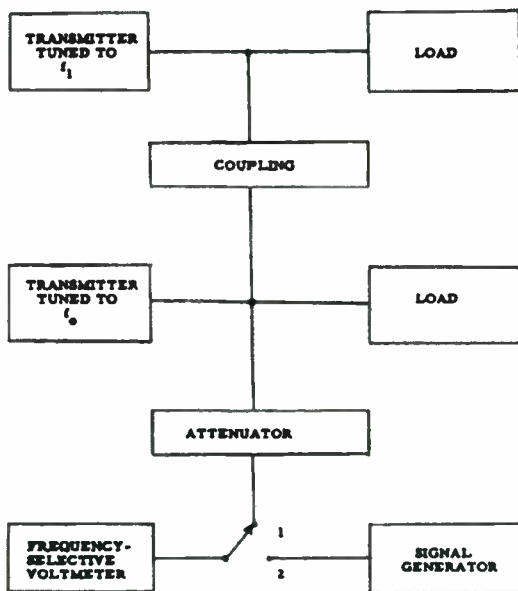 TRANSMITTER
TUNED TO
f1
LOAD
COUPLING
TRANSMITTER
TUNED TO
fo
LOAD
ATTENUATOR
1
FREQUENCY-
SELECTIVE
VOLTMETER
2
SIGNAL
GENERATOR